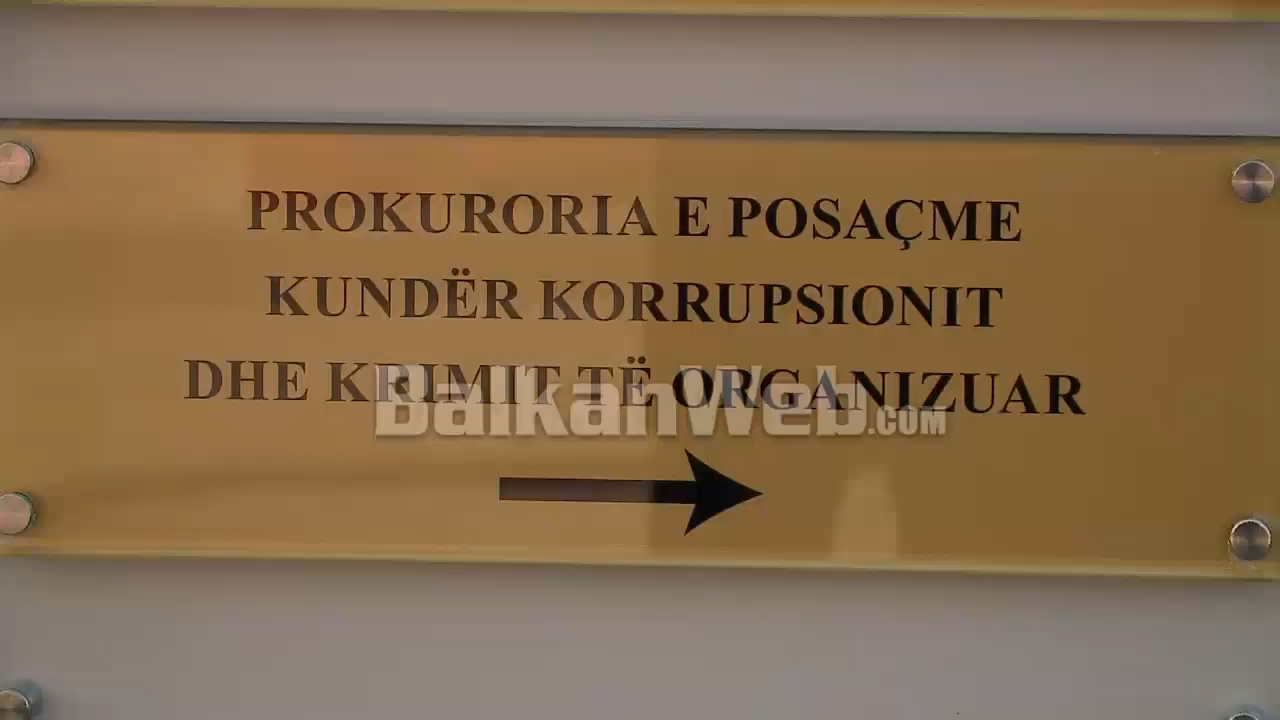 PROKURORIA E POSAÇME
KUNDËR KORRUPSIONIT
DHE KRIMIT TË ORGANIZUAR
BalkanWeb.com